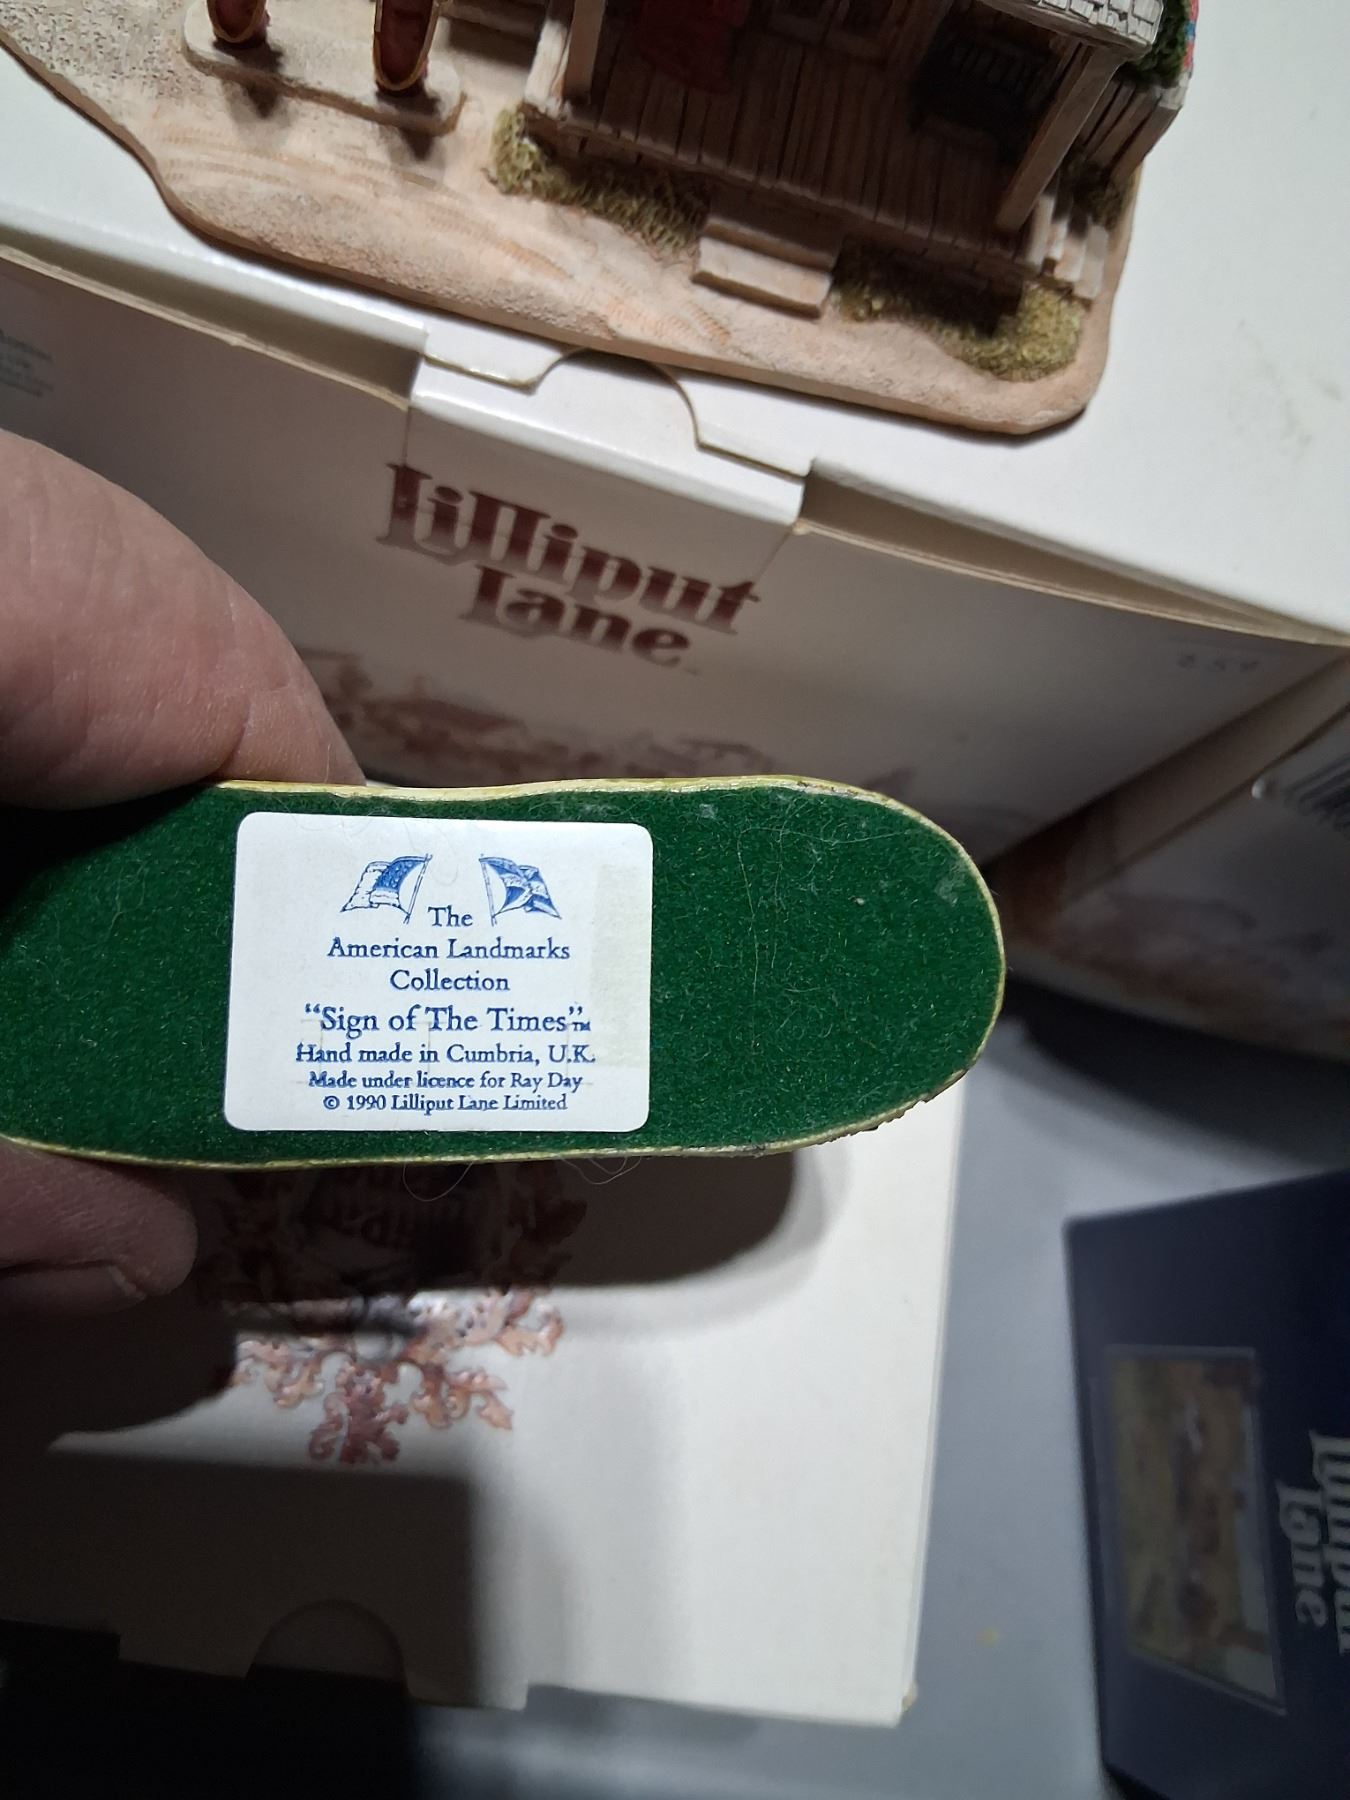 Lilliput
Lane
The
American Landmarks
Collection
"Sign of The Times"™
Hand made in Cumbria, U.K.
Made under licence for Ray Day
© 1990 Lilliput Lane Limited
Lilliput
Lane